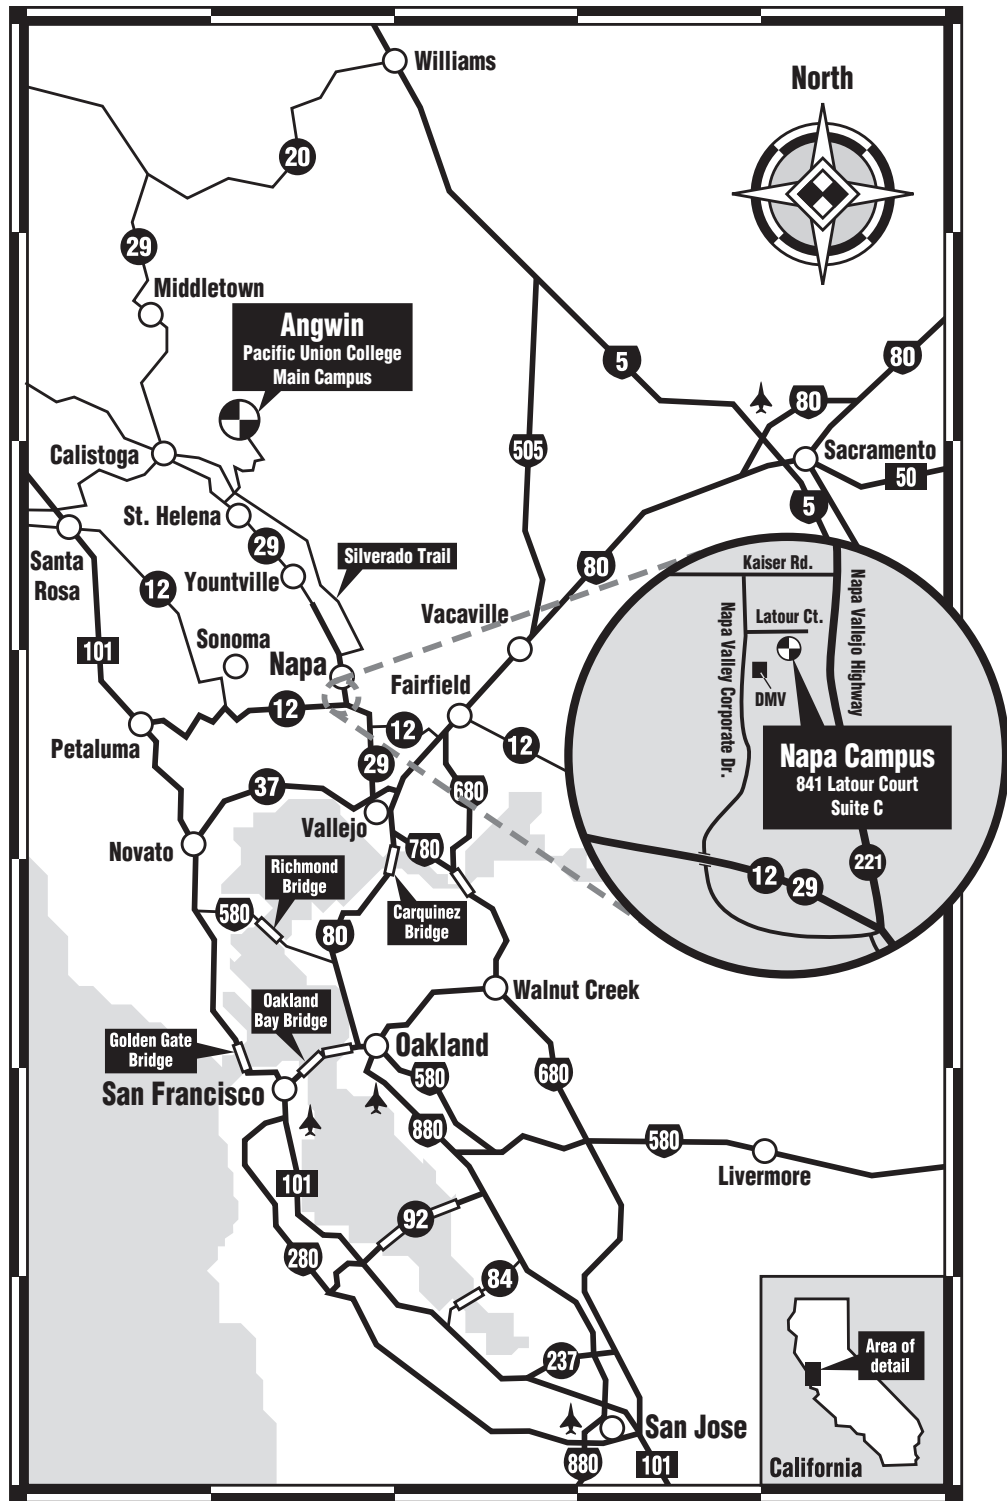 Williams
North
20
29
Middletown
Angwin
Pacific Union College
Main Campus
5
80
80
Calistoga
505
Sacramento
50
St. Helena
5
29
Silverado Trail
Santa
Rosa
12
Yountville
80
Kaiser Rd.
Vacaville
Latour Ct.
Napa Valley Corporate Dr.
Napa Vallejo Highway
101
Sonoma
Napa
DMV
Fairfield
12
12
12
Petaluma
29
Napa Campus
841 Latour Court
Suite C
37
680
Vallejo
780
Novato
221
Richmond
Bridge
12
29
580
80
Carquinez
Bridge
Walnut Creek
Oakland
Bay Bridge
Golden Gate
Bridge
Oakland
580
680
San Francisco
880
580
Livermore
101
92
280
84
237
Area of
detail
San Jose
880
101
California